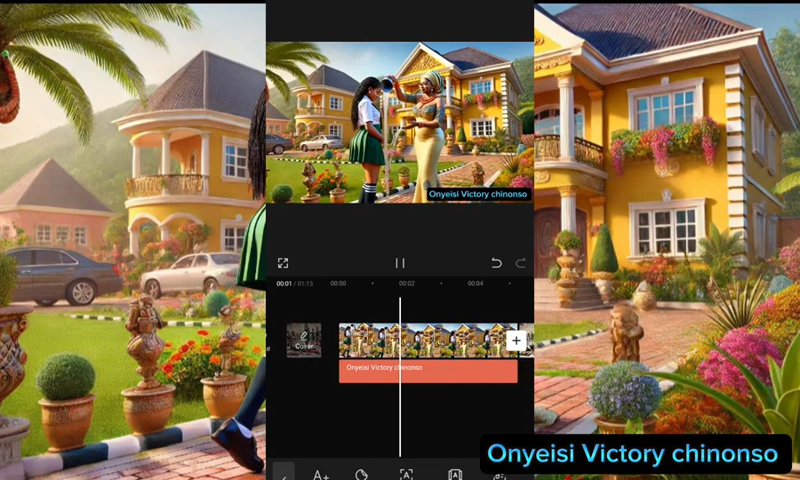 Onyeisi Victory chinonso
00:01 / 01:13
00:00
00:02
00:04
Cover
Onyeisi Victory chinonso
A+
A
Onyeisi Victory chinonso